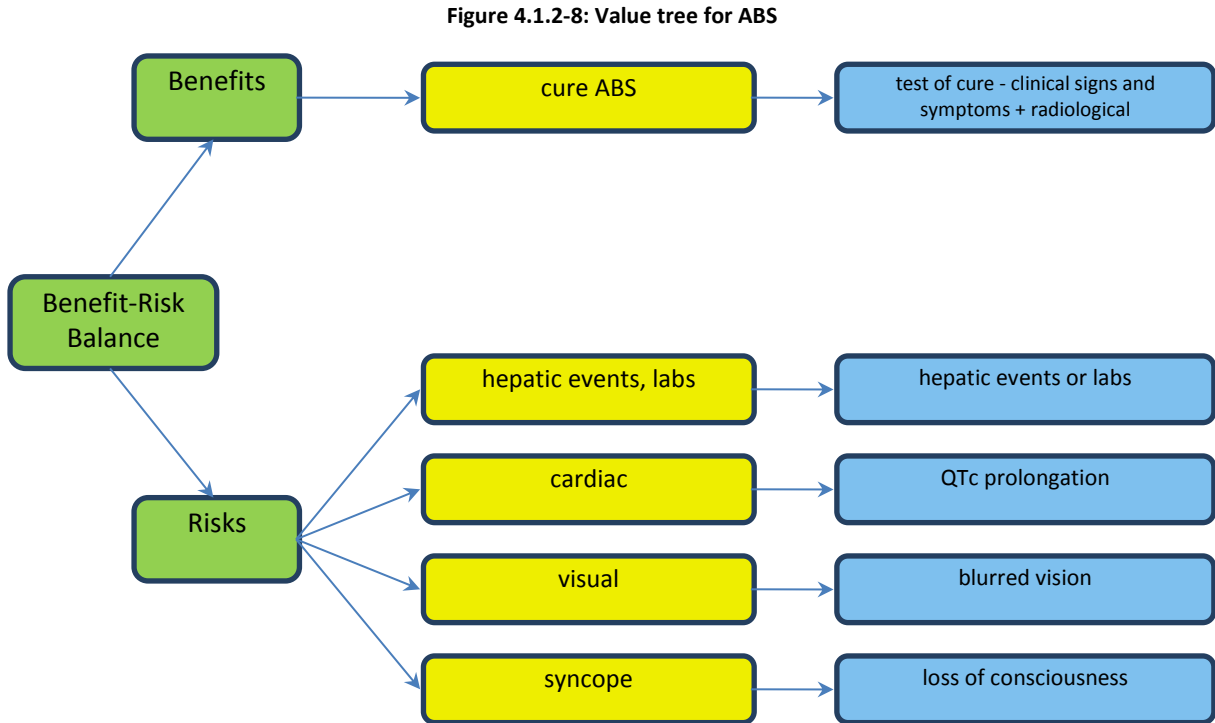 Figure 4.1.2-8: Value tree for ABS
Benefits
cure ABS
test of cure - clinical signs and
symptoms + radiological
Benefit-Risk
Balance
Risks
hepatic events, labs
hepatic events or labs
cardiac
QTc prolongation
visual
blurred vision
syncope
loss of consciousness